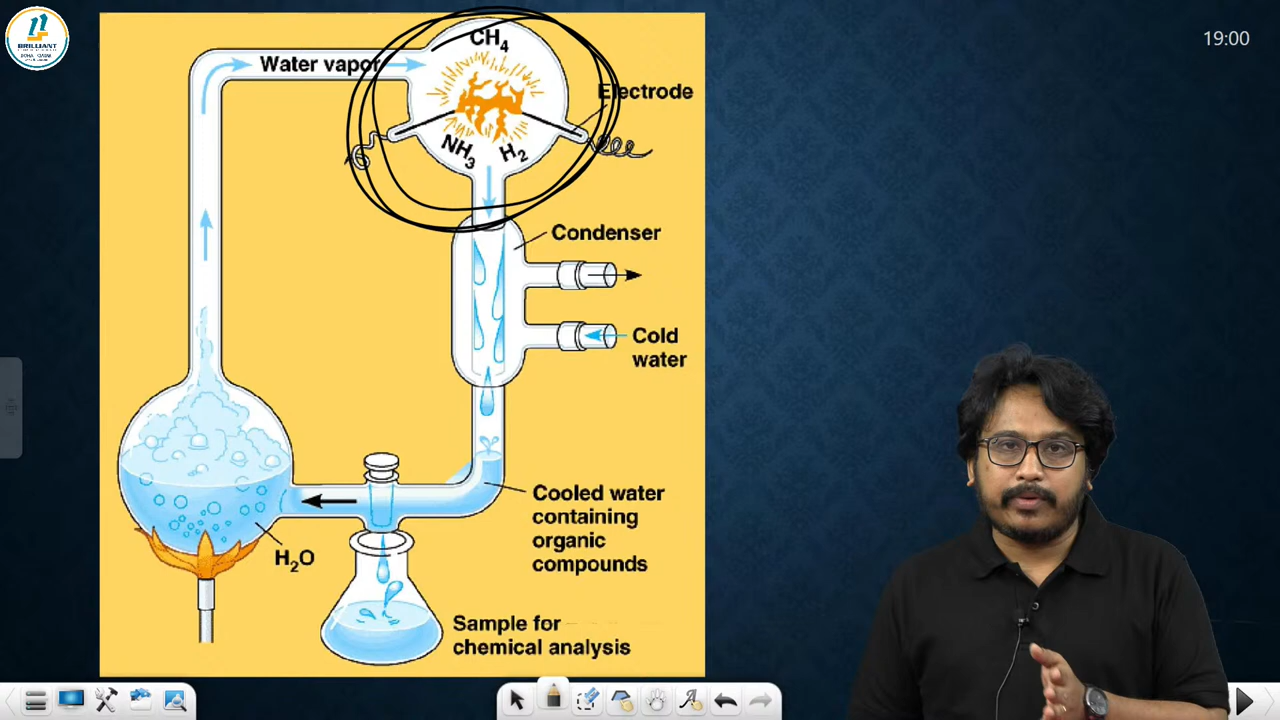 BRILLIANT
19:00
CH4
Water vapor
Electrode
NH3
H2
Condenser
Cold
water
Cooled water
containing
organic
compounds
H2O
Sample for
chemical analysis